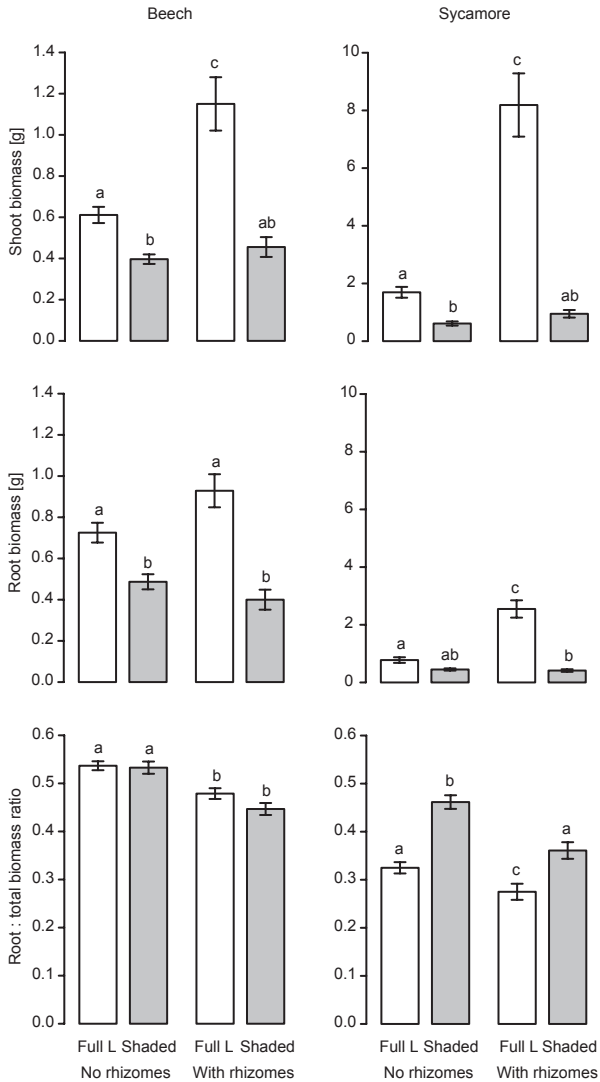 Beech
Sycamore
Shoot biomass [g]
1.4
1.2
1.0
0.8
0.6
0.4
0.2
0.0
a
b
c
ab
10
8
6
4
2
0
a
b
c
ab
Root biomass [g]
1.4
1.2
1.0
0.8
0.6
0.4
0.2
0.0
a
b
a
b
10
8
6
4
2
0
a
ab
c
b
Root : total biomass ratio
0.6
0.5
0.4
0.3
0.2
0.1
0.0
a
a
b
b
0.6
0.5
0.4
0.3
0.2
0.1
0.0
a
b
c
a
Full L Shaded
Full L Shaded
Full L Shaded
Full L Shaded
No rhizomes
With rhizomes
No rhizomes
With rhizomes